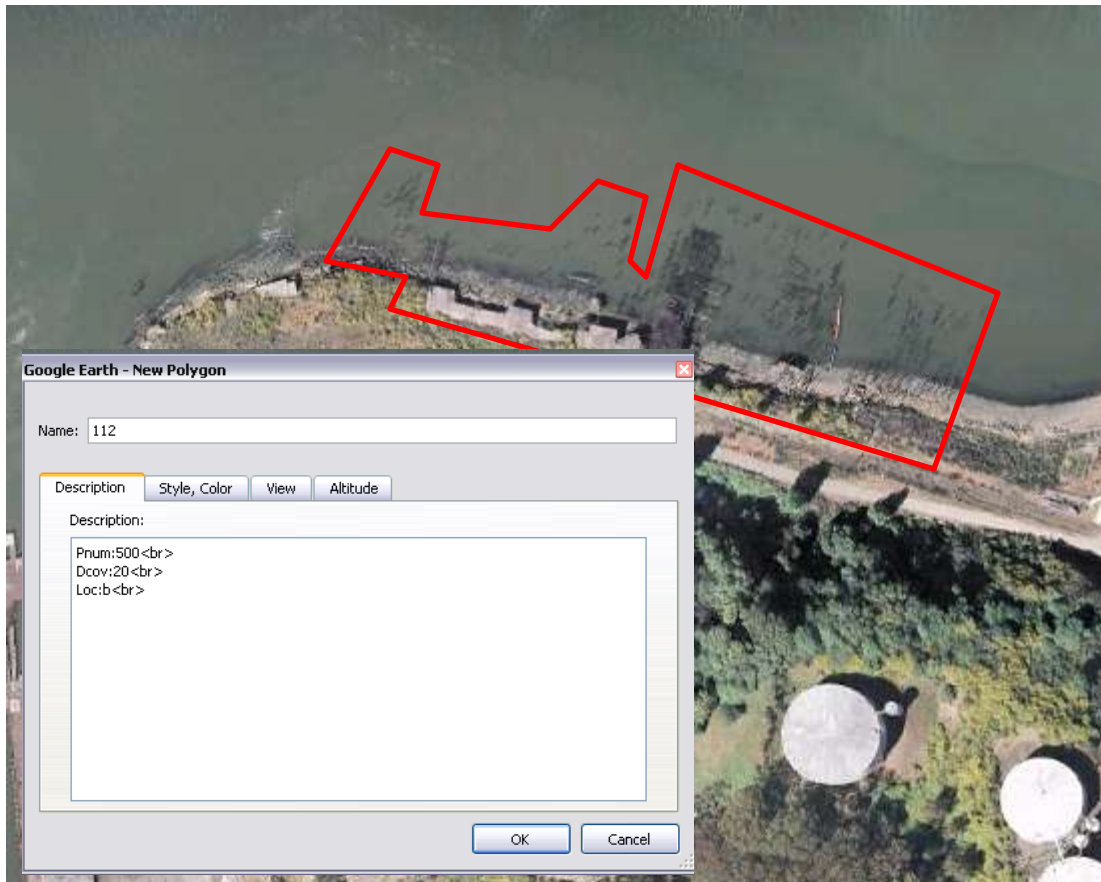 Google Earth - New Polygon
Name: 112
Description Style, Color View Altitude
Description:
Pnum:500<br>
Dcov:20<br>
Loc:b<br>
OK Cancel